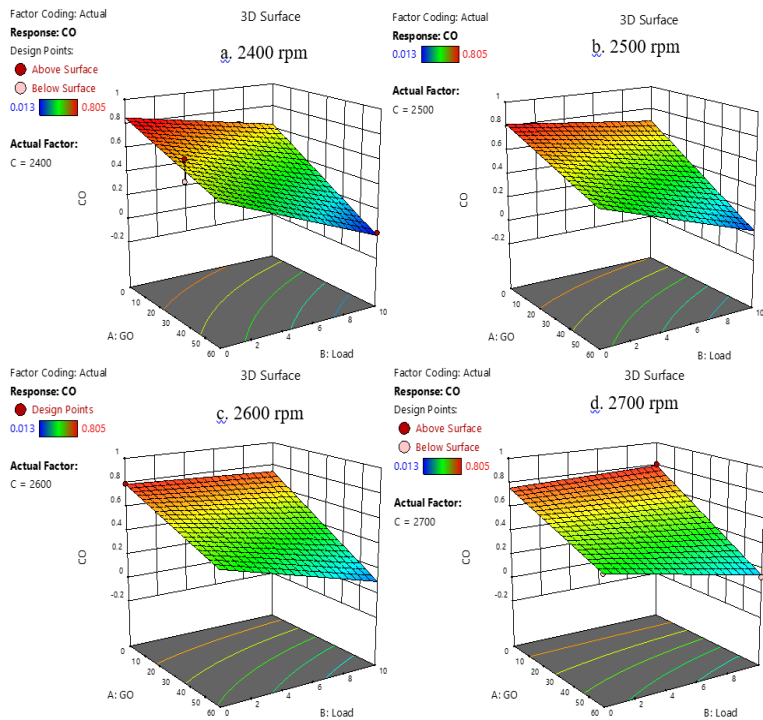 Factor Coding: Actual
3D Surface
Response: CO
a. 2400 rpm
Design Points:
Above Surface
Below Surface
0.013 0.805
Actual Factor:
C = 2400
1
0.8
0.6
0.4
0.2
0
-0.2
CO
0
10
20
30
40
50
60
A: GO
0
2
4
6
8
10
B: Load
Factor Coding: Actual
3D Surface
Response: CO
b. 2500 rpm
0.013 0.805
Actual Factor:
C = 2500
1
0.8
0.6
0.4
0.2
0
-0.2
CO
0
10
20
30
40
50
60
A: GO
0
2
4
6
8
10
B: Load
Factor Coding: Actual
3D Surface
Response: CO
c. 2600 rpm
Design Points
0.013 0.805
Actual Factor:
C = 2600
1
0.8
0.6
0.4
0.2
0
-0.2
CO
0
10
20
30
40
50
60
A: GO
0
2
4
6
8
10
B: Load
Factor Coding: Actual
3D Surface
Response: CO
d. 2700 rpm
Design Points:
Above Surface
Below Surface
0.013 0.805
Actual Factor:
C = 2700
1
0.8
0.6
0.4
0.2
0
-0.2
CO
0
10
20
30
40
50
60
A: GO
0
2
4
6
8
10
B: Load